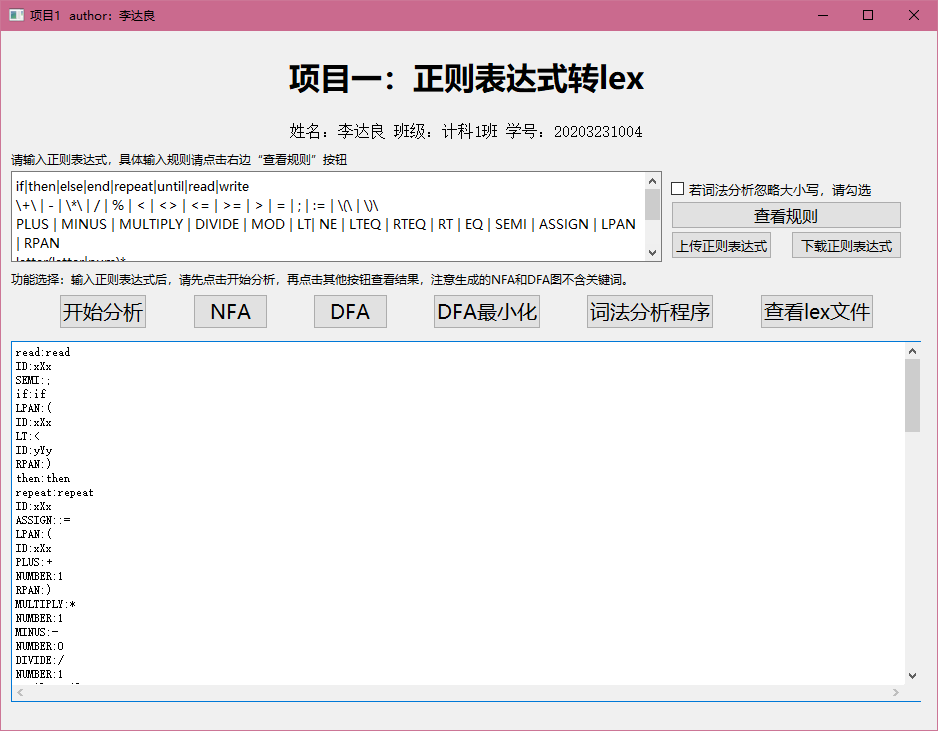 项目1 author：李达良
项目一：正则表达式转lex
姓名：李达良 班级：计科1班 学号：20203231004
请输入正则表达式，具体输入规则请点击右边“查看规则”按钮
if|then|else|end|repeat|until|read|write
\+\ | - | \*\ | / | % | < | <> | <= | >= | > | = | ; | := | \(\ | \)\
PLUS | MINUS | MULTIPLY | DIVIDE | MOD | LT| NE | LTEQ | RTEQ | RT | EQ | SEMI | ASSIGN | LPAN
| RPAN
letter(letter|num)*
若词法分析忽略大小写，请勾选
查看规则
上传正则表达式
下载正则表达式
功能选择：输入正则表达式后，请先点击开始分析，再点击其他按钮查看结果，注意生成的NFA和DFA图不含关键词。
开始分析
NFA
DFA
DFA最小化
词法分析程序
查看lex文件
read:read
ID:xXx
SEMI:;
if:if
LPAN:(
ID:xXx
LT:<
ID:yYy
RPAN:)
then:then
repeat:repeat
ID:xXx
ASSIGN::=
LPAN:(
ID:xXx
PLUS:+
NUMBER:1
RPAN:)
MULTIPLY:*
NUMBER:1
MINUS:-
NUMBER:0
DIVIDE:/
NUMBER:1